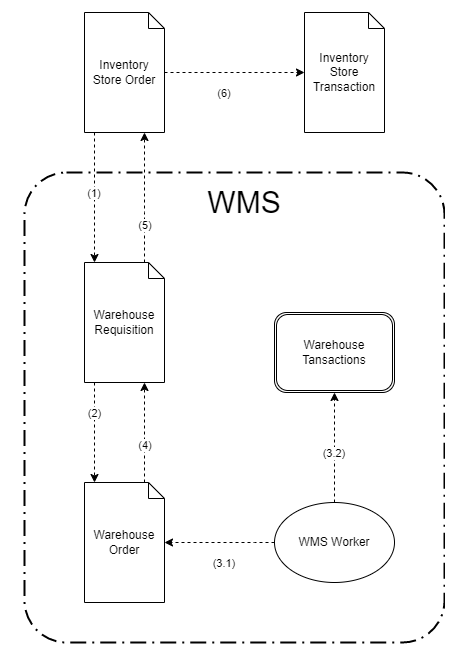 Inventory
Store Order
Inventory
Store
Transaction
(6)
(1)
WMS
(5)
Warehouse
Requisition
Warehouse
Tansactions
(2)
(4)
(3.2)
Warehouse
Order
WMS Worker
(3.1)